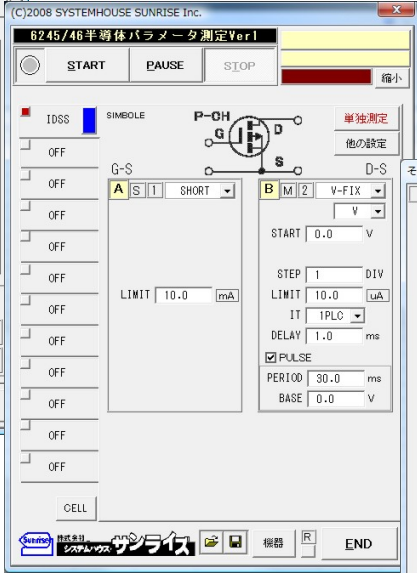 (C)2008 SYSTEMHOUSE SUNRISE Inc.
6245/46半導体パラメータ測定Ver1
START PAUSE STOP
縮小
IDSS SIMBOLE P-CH G D S 単独測定
OFF 他の設定
G-S D-S
そ
OFF A S 1 SHORT B M 2 V-FIX
OFF V
START 0.0 V
OFF
STEP 1 DIV
OFF LIMIT 10.0 mA LIMIT 10.0 uA
IT 1PLC
OFF DELAY 1.0 ms
PULSE
OFF PERIOD 30.0 ms
OFF BASE 0.0 V
OFF
OFF
OFF
CELL
Sunrise 株式会社 システムハウス サンライズ 機器 R END